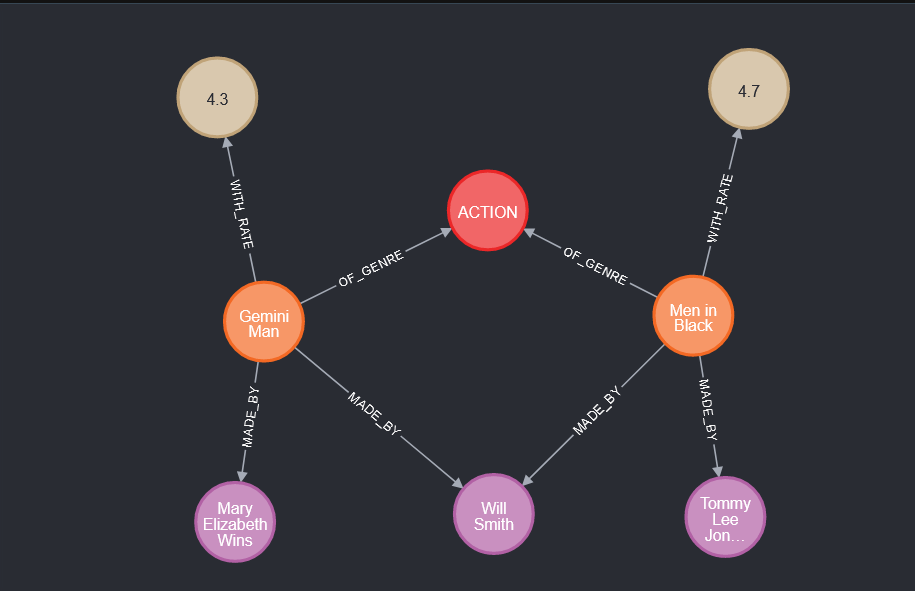 4.3
4.7
WITH_RATE
WITH_RATE
ACTION
OF_GENRE
OF_GENRE
Gemini
Man
Men in
Black
MADE_BY
MADE_BY
MADE_BY
MADE_BY
Mary
Elizabeth
Wins
Will
Smith
Tommy
Lee
Jon...